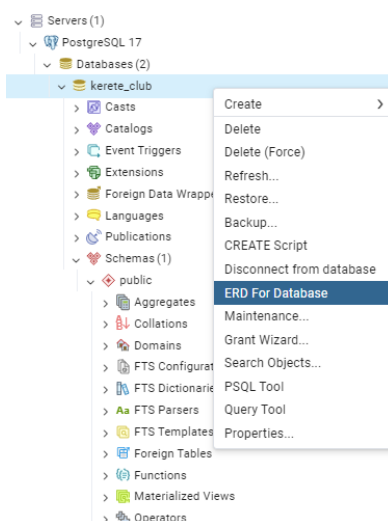 Servers (1)
PostgreSQL 17
Databases (2)
kerete_club
Casts
Catalogs
Event Triggers
Extensions
Foreign Data Wrappe
Languages
Publications
Schemas (1)
public
Aggregates
Collations
Domains
FTS Configurat
FTS Dictionarie
FTS Parsers
FTS Templates
Foreign Tables
Functions
Materialized Views
Operators
Create
Delete
Delete (Force)
Refresh...
Restore...
Backup...
CREATE Script
Disconnect from database
ERD For Database
Maintenance...
Grant Wizard...
Search Objects...
PSQL Tool
Query Tool
Properties...